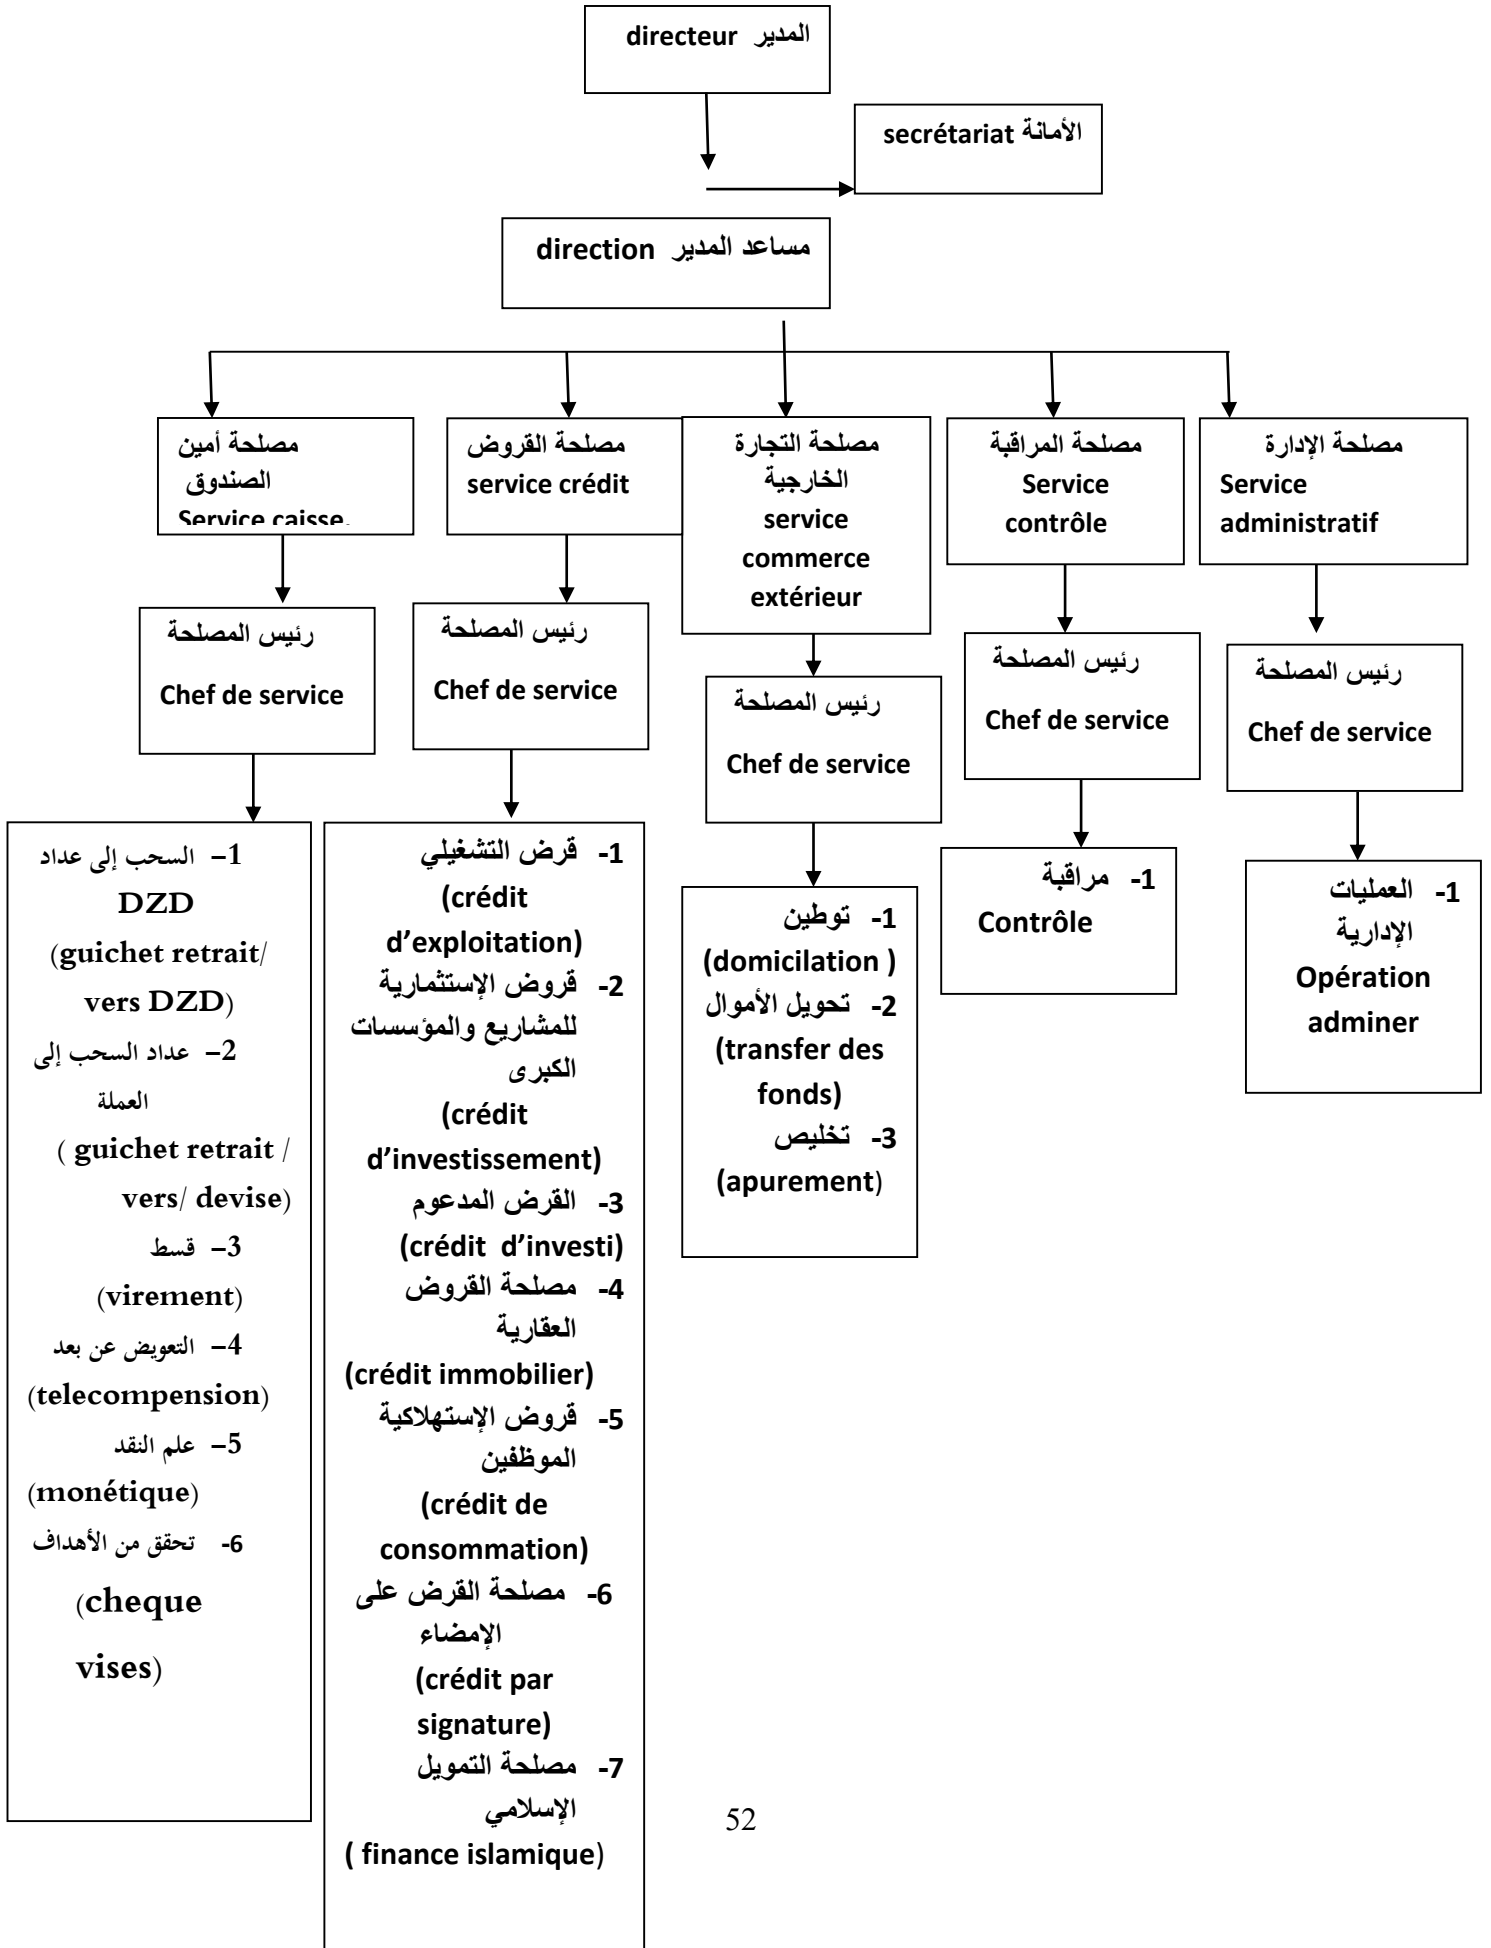 المدير directeur
الأمانة secrétariat
مساعد المدير direction
مصلحة أمين
الصندوق
Service caisse.
مصلحة القروض
service crédit
مصلحة التجارة
الخارجية
service
commerce
extérieur
مصلحة المراقبة
Service
contrôle
مصلحة الإدارة
Service
administratif
رئيس المصلحة
Chef de service
رئيس المصلحة
Chef de service
رئيس المصلحة
Chef de service
رئيس المصلحة
Chef de service
رئيس المصلحة
Chef de service
1– السحب إلى عداد
DZD
(guichet retrait/
vers DZD)
2– عداد السحب إلى
العملة
( guichet retrait /
vers/ devise)
3– قسط
(virement)
4– التعويض عن بعد
(telecompension)
5– علم النقد
(monétique)
6- تحقق من الأهداف
(cheque
vises)
1- قرض التشغيلي
(crédit
d’exploitation)
2- قروض الإستثمارية
للمشاريع والمؤسسات
الكبرى
(crédit
d’investissement)
3- القرض المدعوم
(crédit d’investi)
4- مصلحة القروض
العقارية
(crédit immobilier)
5- قروض الإستهلاكية
الموظفين
(crédit de
consommation)
6- مصلحة القرض على
الإمضاء
(crédit par
signature)
7- مصلحة التمويل
الإسلامي
( finance islamique)
1- توطين
(domicilation )
2- تحويل الأموال
(transfer des
fonds)
3- تخليص
(apurement)
1- مراقبة
Contrôle
1- العمليات
الإدارية
Opération
adminer
52